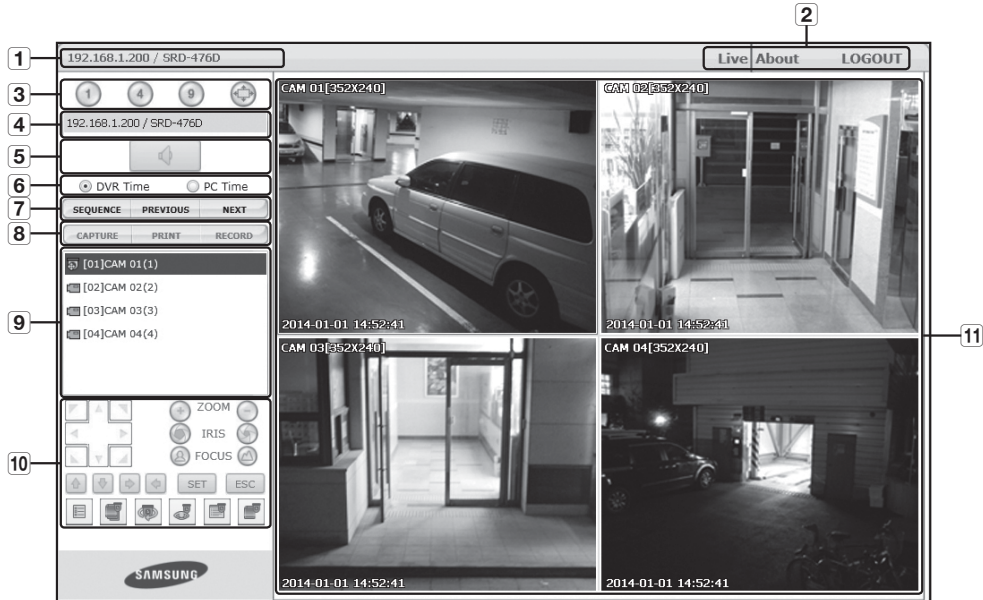 2
1
192.168.1.200 / SRD-476D
Live About LOGOUT
3
1 4 9
CAM 01[352X240]
CAM 02[352X240]
4
192.168.1.200 / SRD-476D
5
6
DVR Time PC Time
7
SEQUENCE PREVIOUS NEXT
8
CAPTURE PRINT RECORD
[01]CAM 01(1)
[02]CAM 02(2)
9
[03]CAM 03(3)
[04]CAM 04(4)
2014-01-01 14:52:41
2014-01-01 14:52:41
11
CAM 03[352X240]
CAM 04[352X240]
10
ZOOM
IRIS
FOCUS
SET ESC
SAMSUNG
2014-01-01 14:52:41
2014-01-01 14:52:41